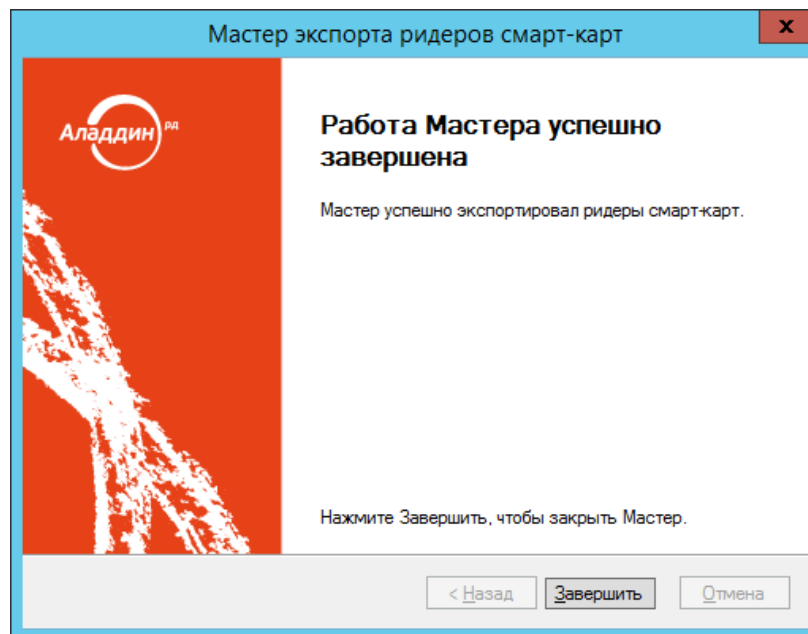 Мастер экспорта ридеров смарт-карт
x
Аладдин РД
Работа Мастера успешно
завершена
Мастер успешно экспортировал ридеры смарт-карт.
Нажмите Завершить, чтобы закрыть Мастер.
< Назад
Завершить
Отмена